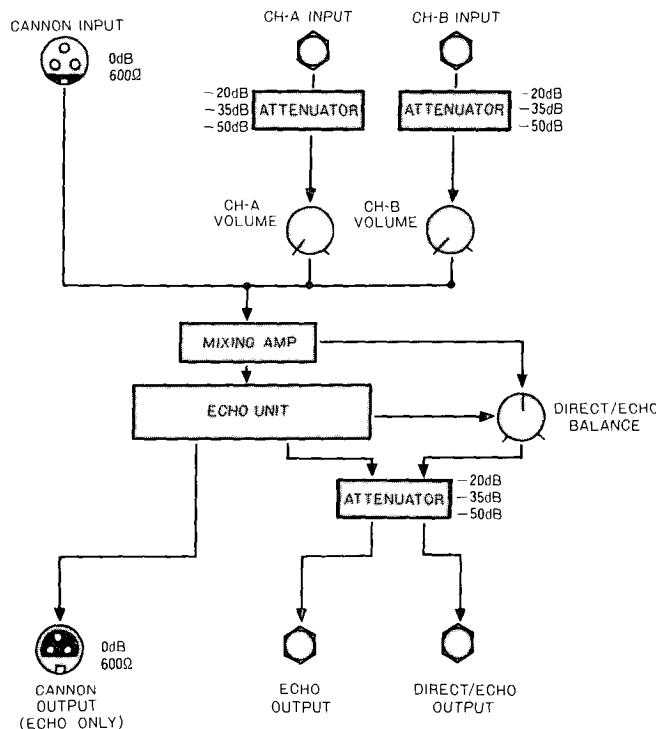 CANNON INPUT
0dB
600Ω
CH-A INPUT
CH-B INPUT
-20dB
-35dB
-50dB
ATTENUATOR
ATTENUATOR
-20dB
-35dB
-50dB
CH-A
VOLUME
CH-B
VOLUME
MIXING AMP
ECHO UNIT
DIRECT/ECHO
BALANCE
ATTENUATOR
-20dB
-35dB
-50dB
0dB
600Ω
CANNON
OUTPUT
(ECHO ONLY)
ECHO
OUTPUT
DIRECT/ECHO
OUTPUT